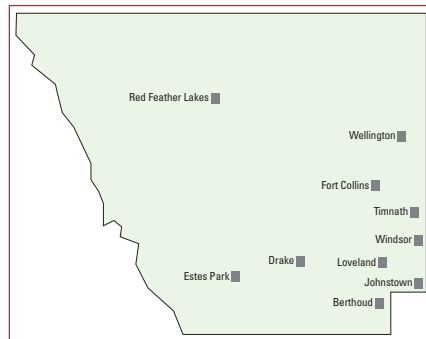 Red Feather Lakes
Wellington
Fort Collins
Timnath
Windsor
Drake
Loveland
Estes Park
Johnstown
Berthoud